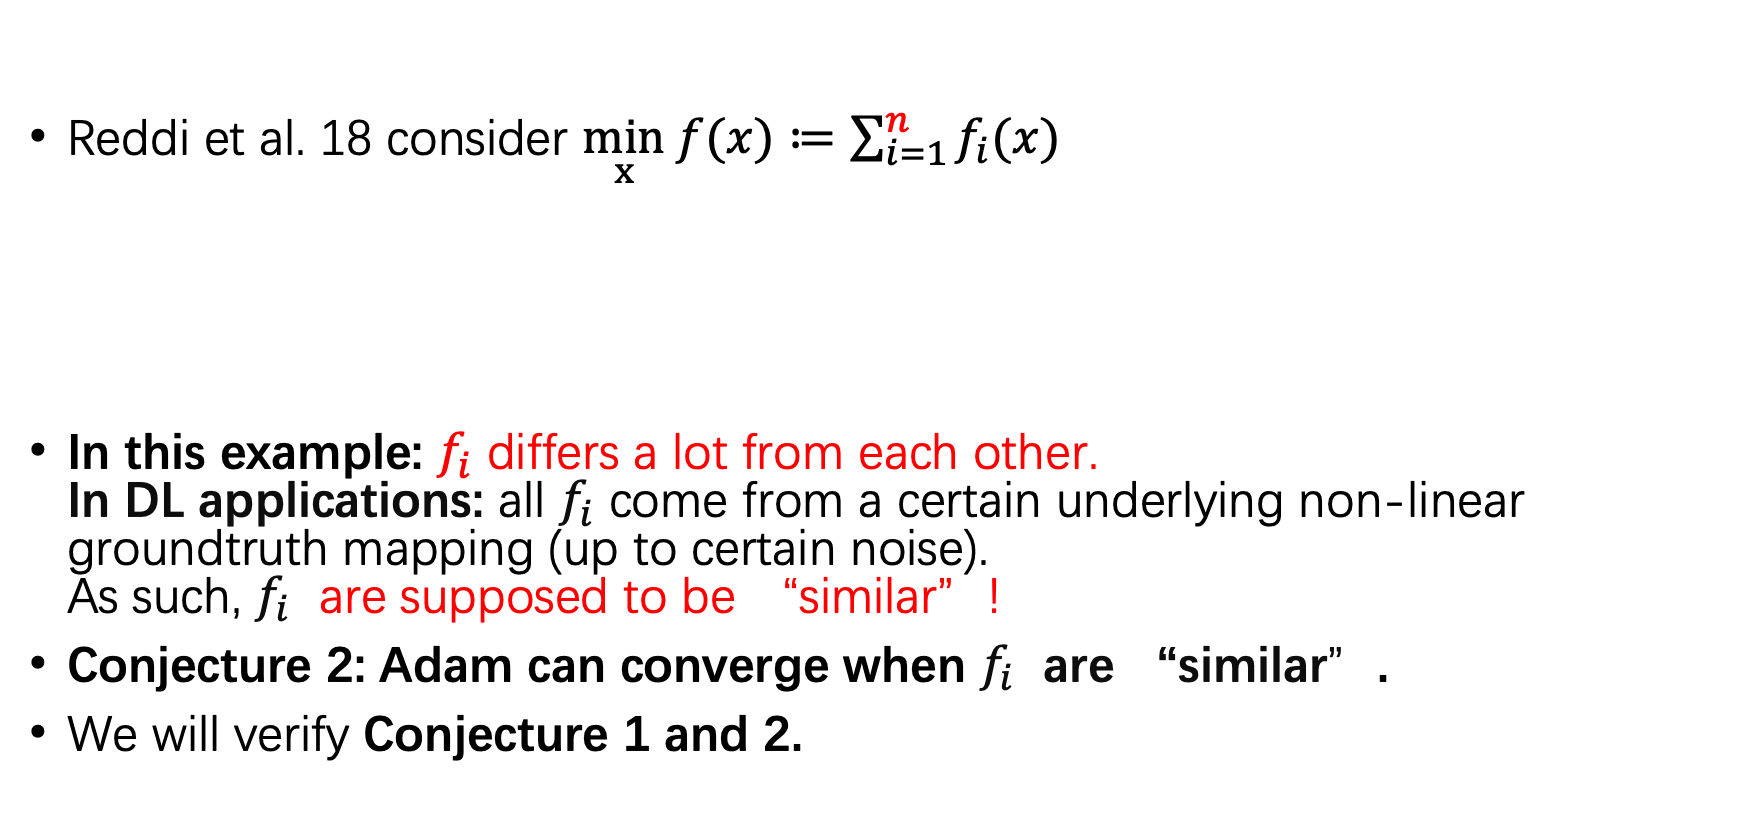 • Reddi et al. 18 consider min_x f(x) ≔ ∑_{i=1}^{n} f_i(x)
• In this example: f_i differs a lot from each other.
In DL applications: all f_i come from a certain underlying non-linear
groundtruth mapping (up to certain noise).
As such, f_i are supposed to be “similar” !
• Conjecture 2: Adam can converge when f_i are “similar” .
• We will verify Conjecture 1 and 2.